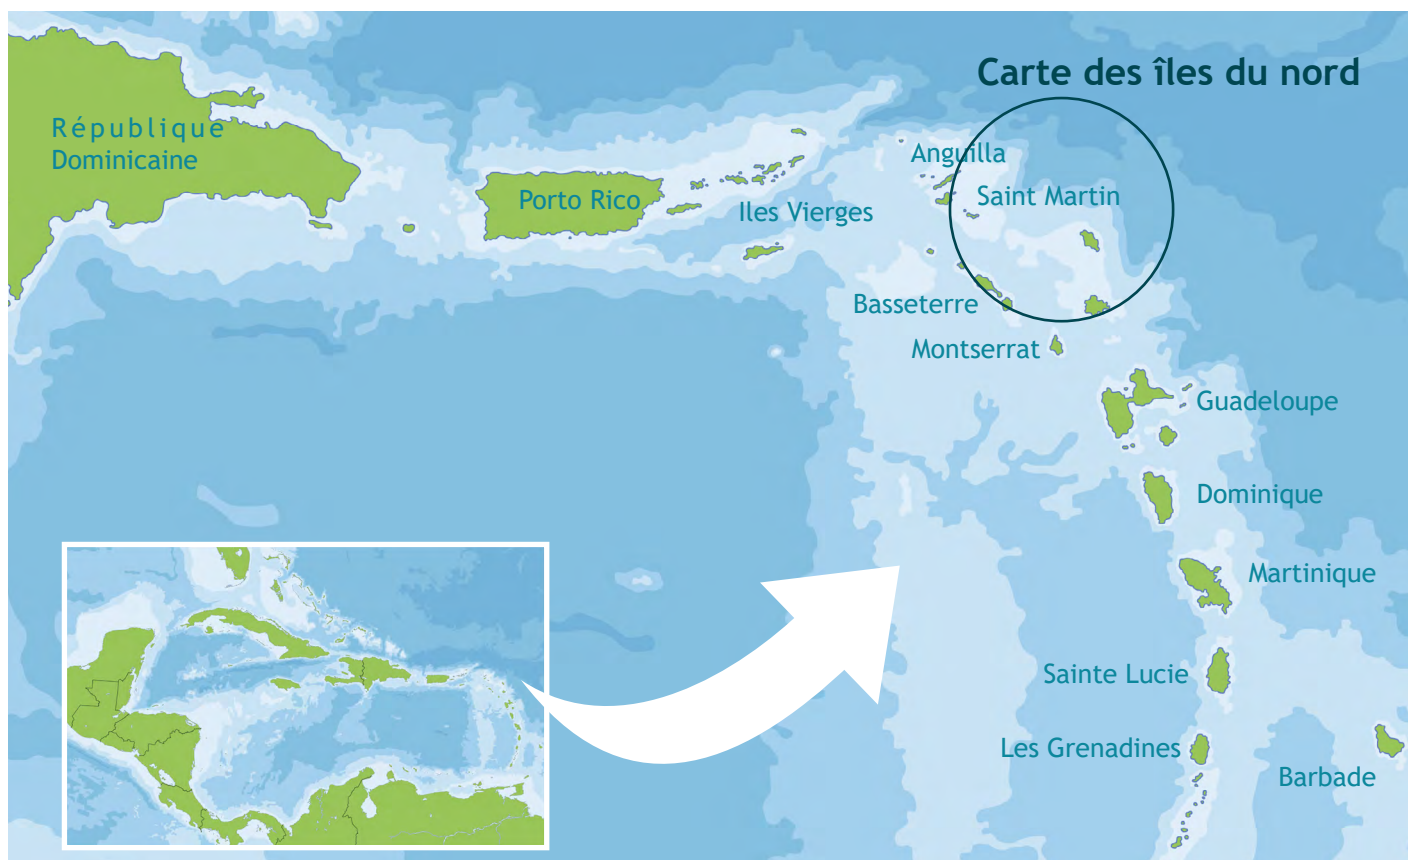 Carte des îles du nord
République
Dominicaine
Porto Rico
Iles Vierges
Anguilla
Saint Martin
Basseterre
Montserrat
Guadeloupe
Dominique
Martinique
Sainte Lucie
Les Grenadines
Barbade